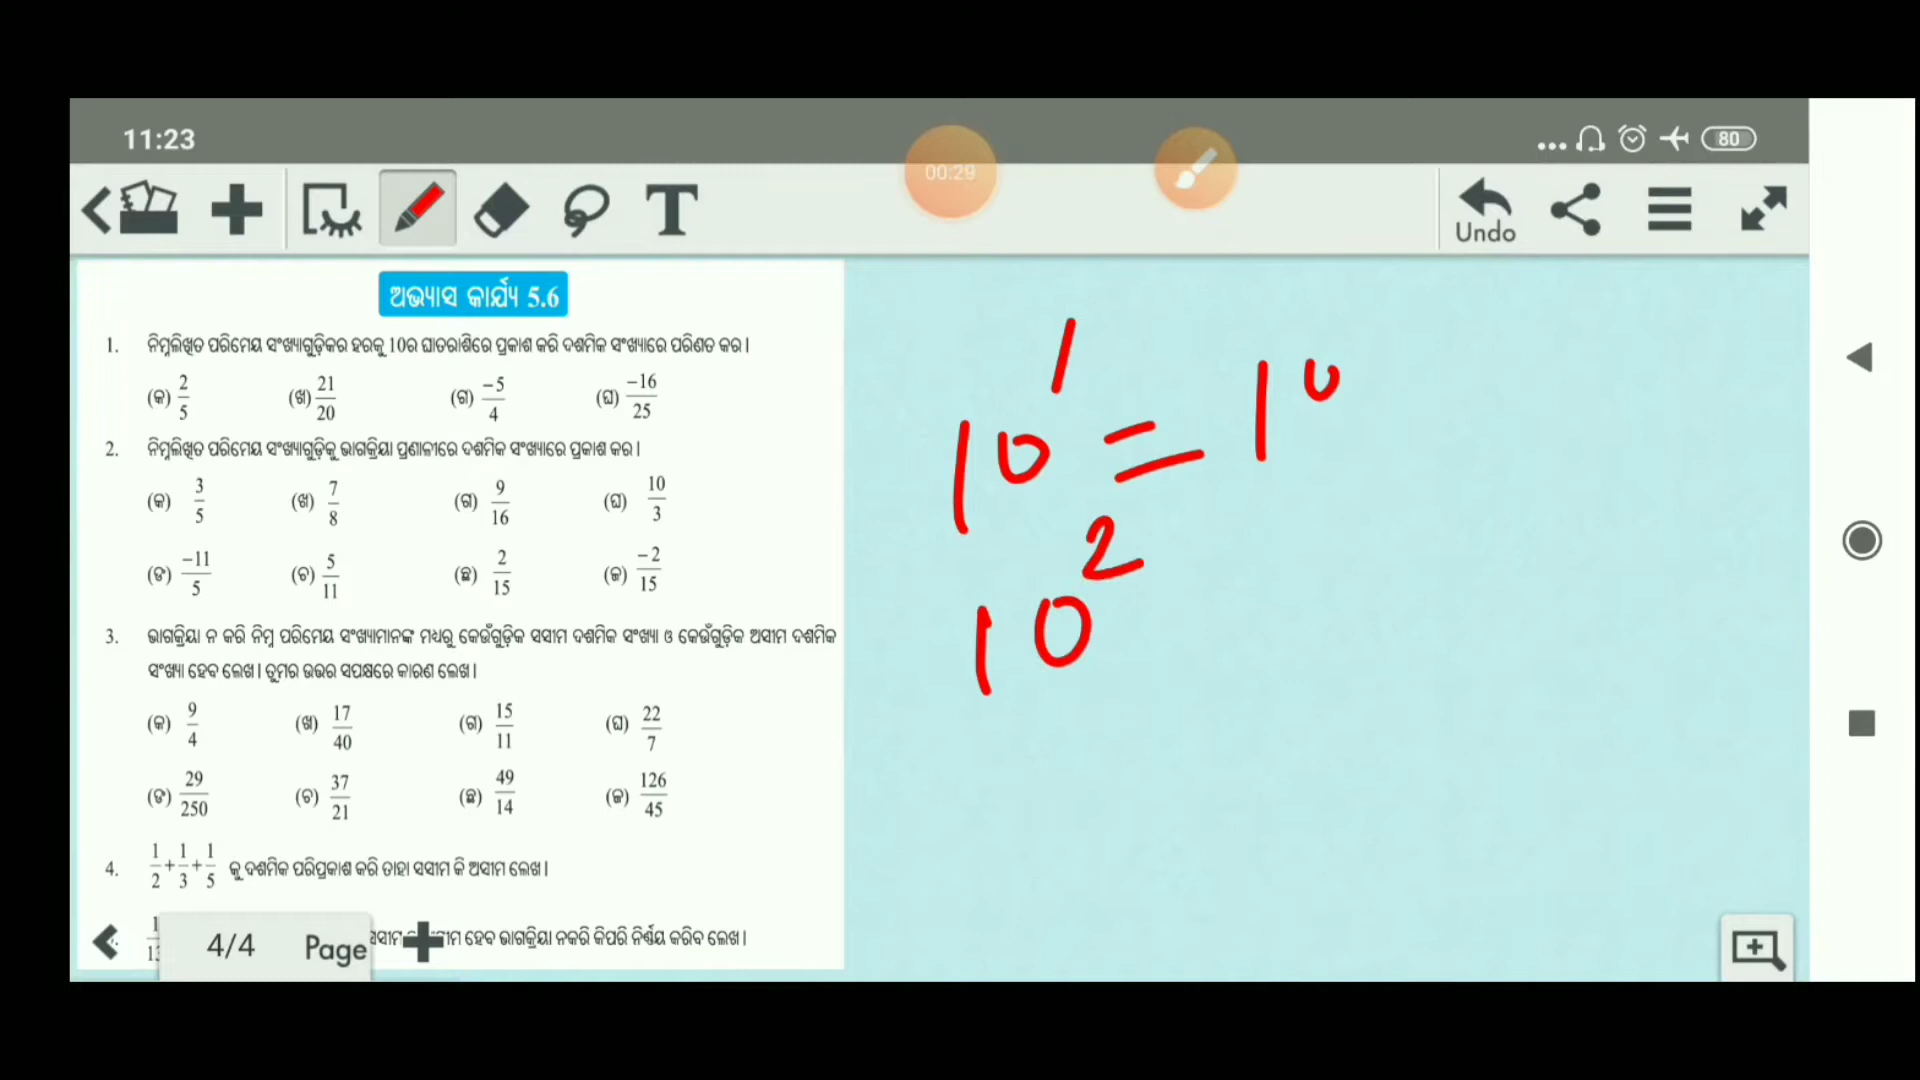 11:23
80
00:29
Undo
T
ଅଭ୍ୟାସ କାର୍ଯ୍ୟ 5.6
1. ନିମ୍ନଲିଖିତ ପରିମେୟ ସଂଖ୍ୟାଗୁଡ଼ିକର ହରକୁ 10ର ଘାତରାଶିରେ ପ୍ରକାଶ କରି ଦଶମିକ ସଂଖ୍ୟାରେ ପରିଣତ କର ।
(କ) 2/5 (ଖ) 21/20 (ଗ) −5/4 (ଘ) −16/25
2. ନିମ୍ନଲିଖିତ ପରିମେୟ ସଂଖ୍ୟାଗୁଡ଼ିକୁ ଭାଗକ୍ରିୟା ପ୍ରଣାଳୀରେ ଦଶମିକ ସଂଖ୍ୟାରେ ପ୍ରକାଶ କର ।
(କ) 3/5 (ଖ) 7/8 (ଗ) 9/16 (ଘ) 10/3
(ଙ) −11/5 (ଚ) 5/11 (ଛ) 2/15 (ଜ) −2/15
3. ଭାଗକ୍ରିୟା ନ କରି ନିମ୍ନ ପରିମେୟ ସଂଖ୍ୟାମାନଙ୍କ ମଧ୍ୟରୁ କେଉଁଗୁଡ଼ିକ ସସୀମ ଦଶମିକ ସଂଖ୍ୟା ଓ କେଉଁଗୁଡ଼ିକ ଅସୀମ ଦଶମିକ
ସଂଖ୍ୟା ହେବ ଲେଖ । ତୁମର ଉତ୍ତର ସପକ୍ଷରେ କାରଣ ଲେଖ ।
(କ) 9/4 (ଖ) 17/40 (ଗ) 15/11 (ଘ) 22/7
(ଙ) 29/250 (ଚ) 37/21 (ଛ) 49/14 (ଜ) 126/45
4. 1/2 + 1/3 + 1/5 କୁ ଦଶମିକ ପରିପ୍ରକାଶ କରି ତାହା ସସୀମ କି ଅସୀମ ଲେଖ ।
ହେବ ଭାଗକ୍ରିୟା ନକରି କିପରି ନିର୍ଣ୍ଣୟ କରିବ ଲେଖ ।
4/4 Page
10¹ = 10
10²